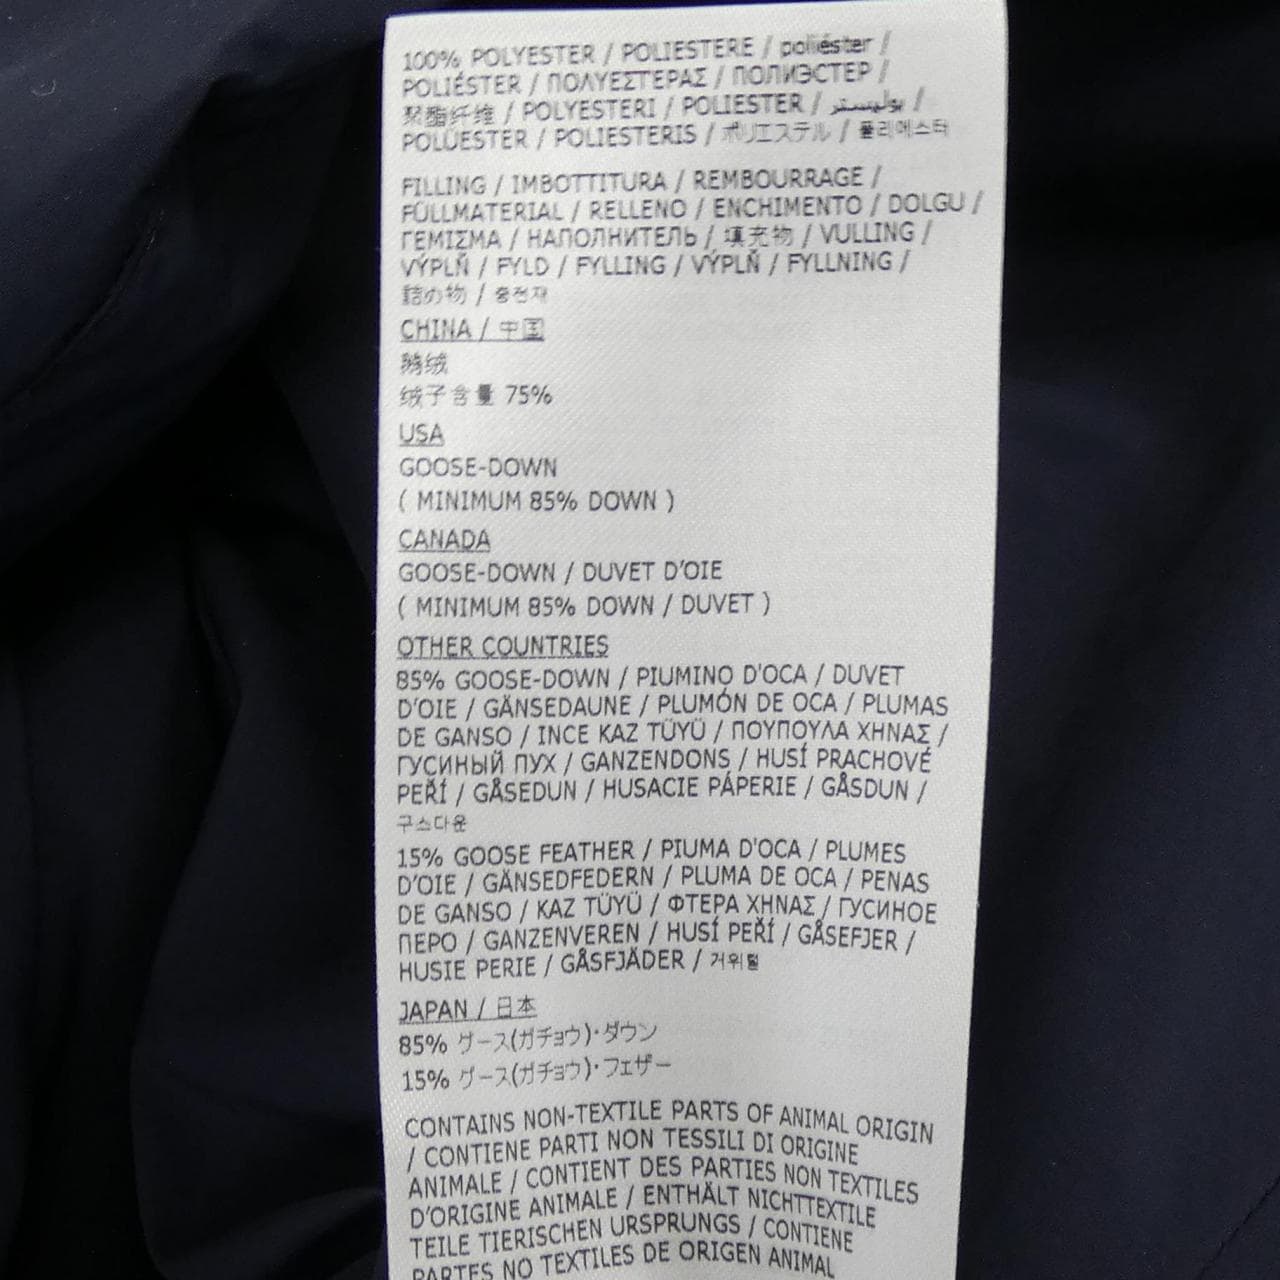 100% POLYESTER / POLIESTERE / poliéster /
POLIÉSTER / ΠΟΛΥΕΣΤΕΡΑΣ / ПОЛИЭСТЕР /
聚酯纤维 / POLYESTERI / POLIESTER / بوليستر /
POLÜESTER / POLIESTERIS / ポリエステル / 폴리에스터
FILLING / IMBOTTITURA / REMBOURRAGE /
FÜLLMATERIAL / RELLENO / ENCHIMENTO / DOLGU /
ΓΕΜΙΣΜΑ / НАПОЛНИТЕЛЬ / 填充物 / VULLING /
VÝPLŇ / FYLD / FYLLING / VÝPLŇ / FYLLNING /
詰め物 / 충전재
CHINA / 中国
鹅绒
绒子含量 75%
USA
GOOSE-DOWN
( MINIMUM 85% DOWN )
CANADA
GOOSE-DOWN / DUVET D'OIE
( MINIMUM 85% DOWN / DUVET )
OTHER COUNTRIES
85% GOOSE-DOWN / PIUMINO D'OCA / DUVET
D'OIE / GÄNSEDAUNE / PLUMÓN DE OCA / PLUMAS
DE GANSO / INCE KAZ TÜYÜ / ΠΟΥΠΟΥΛΑ ΧΗΝΑΣ /
ГУСИНЫЙ ПУХ / GANZENDONS / HUSÍ PRACHOVÉ
PEŘÍ / GÅSEDUN / HUSACIE PÁPERIE / GÅSDUN /
구스다운
15% GOOSE FEATHER / PIUMA D'OCA / PLUMES
D'OIE / GÄNSEDFEDERN / PLUMA DE OCA / PENAS
DE GANSO / KAZ TÜYÜ / ΦΤΕΡΑ ΧΗΝΑΣ / ГУСИНОЕ
ПЕРО / GANZENVEREN / HUSÍ PEŘÍ / GÅSEFJER /
HUSIE PERIE / GÅSFJÄDER / 거위털
JAPAN / 日本
85% グース(ガチョウ)・ダウン
15% グース(ガチョウ)・フェザー
CONTAINS NON-TEXTILE PARTS OF ANIMAL ORIGIN
/ CONTIENE PARTI NON TESSILI DI ORIGINE
ANIMALE / CONTIENT DES PARTIES NON TEXTILES
D'ORIGINE ANIMALE / ENTHÄLT NICHTTEXTILE
TEILE TIERISCHEN URSPRUNGS / CONTIENE
PARTES NO TEXTILES DE ORIGEN ANIMAL